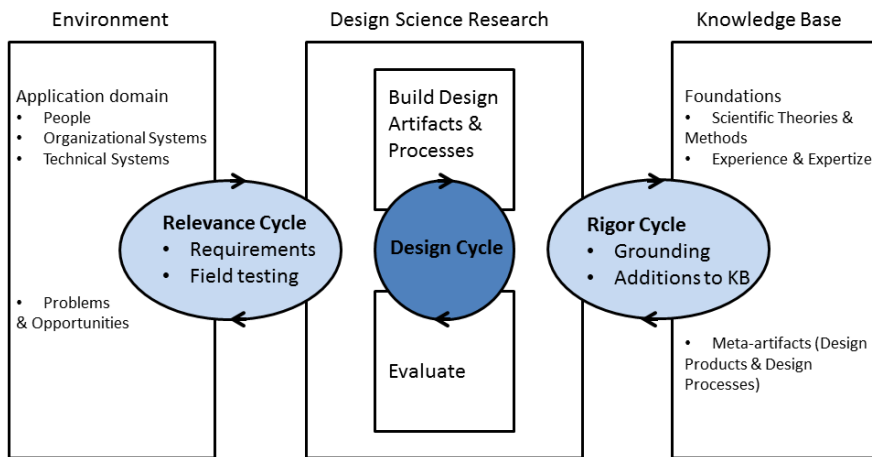 Environment
Design Science Research
Knowledge Base
Application domain
• People
• Organizational Systems
• Technical Systems
• Problems
& Opportunities
Relevance Cycle
• Requirements
• Field testing
Build Design
Artifacts &
Processes
Design Cycle
Evaluate
Rigor Cycle
• Grounding
• Additions to KB
Foundations
• Scientific Theories &
Methods
• Experience & Expertize
• Meta-artifacts (Design
Products & Design
Processes)